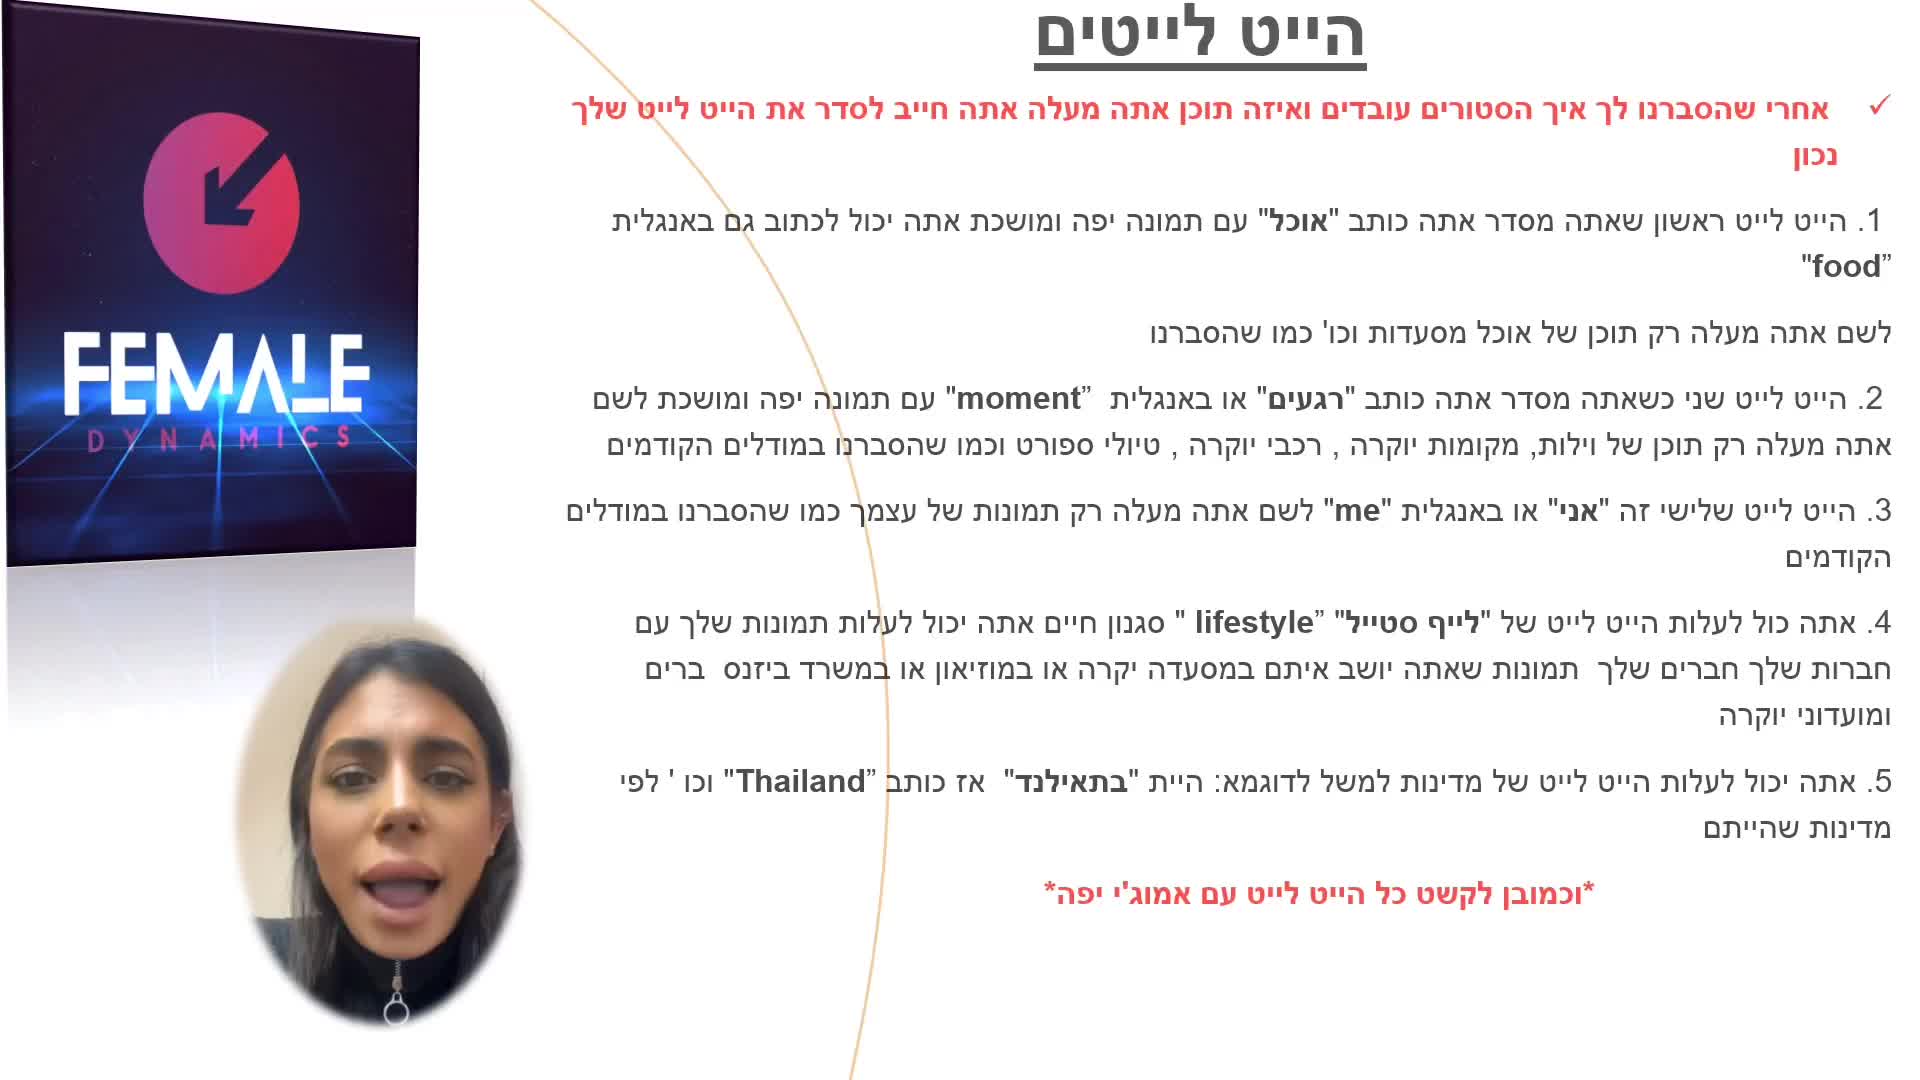 הייט לייטים
✓ אחרי שהסברנו לך איך הסטורים עובדים ואיזה תוכן אתה מעלה אתה חייב לסדר את הייט לייט שלך
נכון
1. הייט לייט ראשון שאתה מסדר אתה כותב "אוכל" עם תמונה יפה ומושכת אתה יכול לכתוב גם באנגלית
”food"
לשם אתה מעלה רק תוכן של אוכל מסעדות וכו' כמו שהסברנו
2. הייט לייט שני כשאתה מסדר אתה כותב "רגעים" או באנגלית ”moment" עם תמונה יפה ומושכת לשם
אתה מעלה רק תוכן של וילות, מקומות יוקרה , רכבי יוקרה , טיולי ספורט וכמו שהסברנו במודלים הקודמים
3. הייט לייט שלישי זה "אני" או באנגלית "me" לשם אתה מעלה רק תמונות של עצמך כמו שהסברנו במודלים
הקודמים
4. אתה כול לעלות הייט לייט של "לייף סטייל" ”lifestyle " סגנון חיים אתה יכול לעלות תמונות שלך עם
חברות שלך חברים שלך תמונות שאתה יושב איתם במסעדה יקרה או במוזיאון או במשרד ביזנס ברים
ומועדוני יוקרה
5. אתה יכול לעלות הייט לייט של מדינות למשל לדוגמא: היית "בתאילנד" אז כותב ”Thailand" וכו ' לפי
מדינות שהייתם
*וכמובן לקשט כל הייט לייט עם אמוג'י יפה*
FEMALE
DYNAMICS